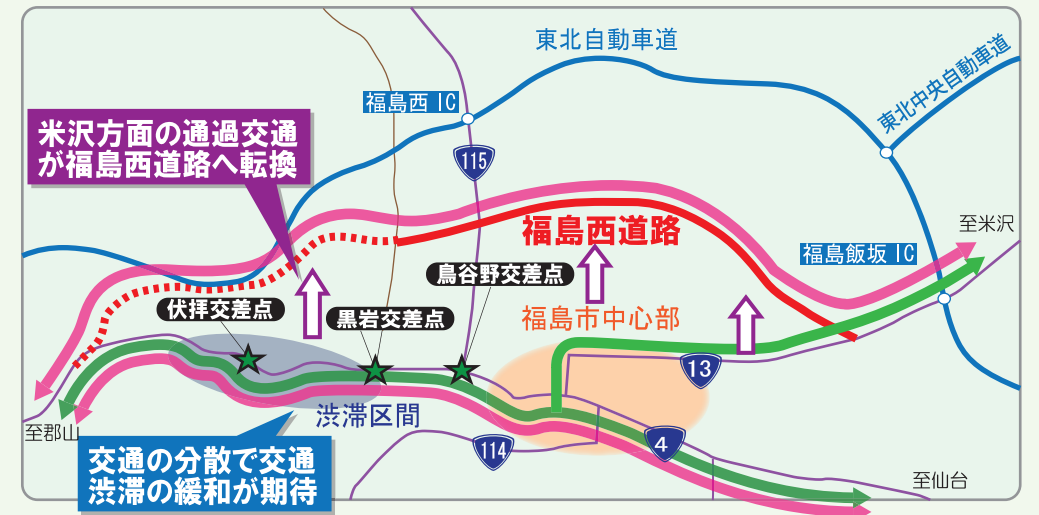 東北自動車道
東北中央自動車道
福島西 IC
米沢方面の通過交通
が福島西道路へ転換
115
至米沢
福島西道路
福島飯坂 IC
鳥谷野交差点
伏拝交差点
黒岩交差点
福島市中心部
13
渋滞区間
至郡山
4
114
交通の分散で交通
渋滞の緩和が期待
至仙台